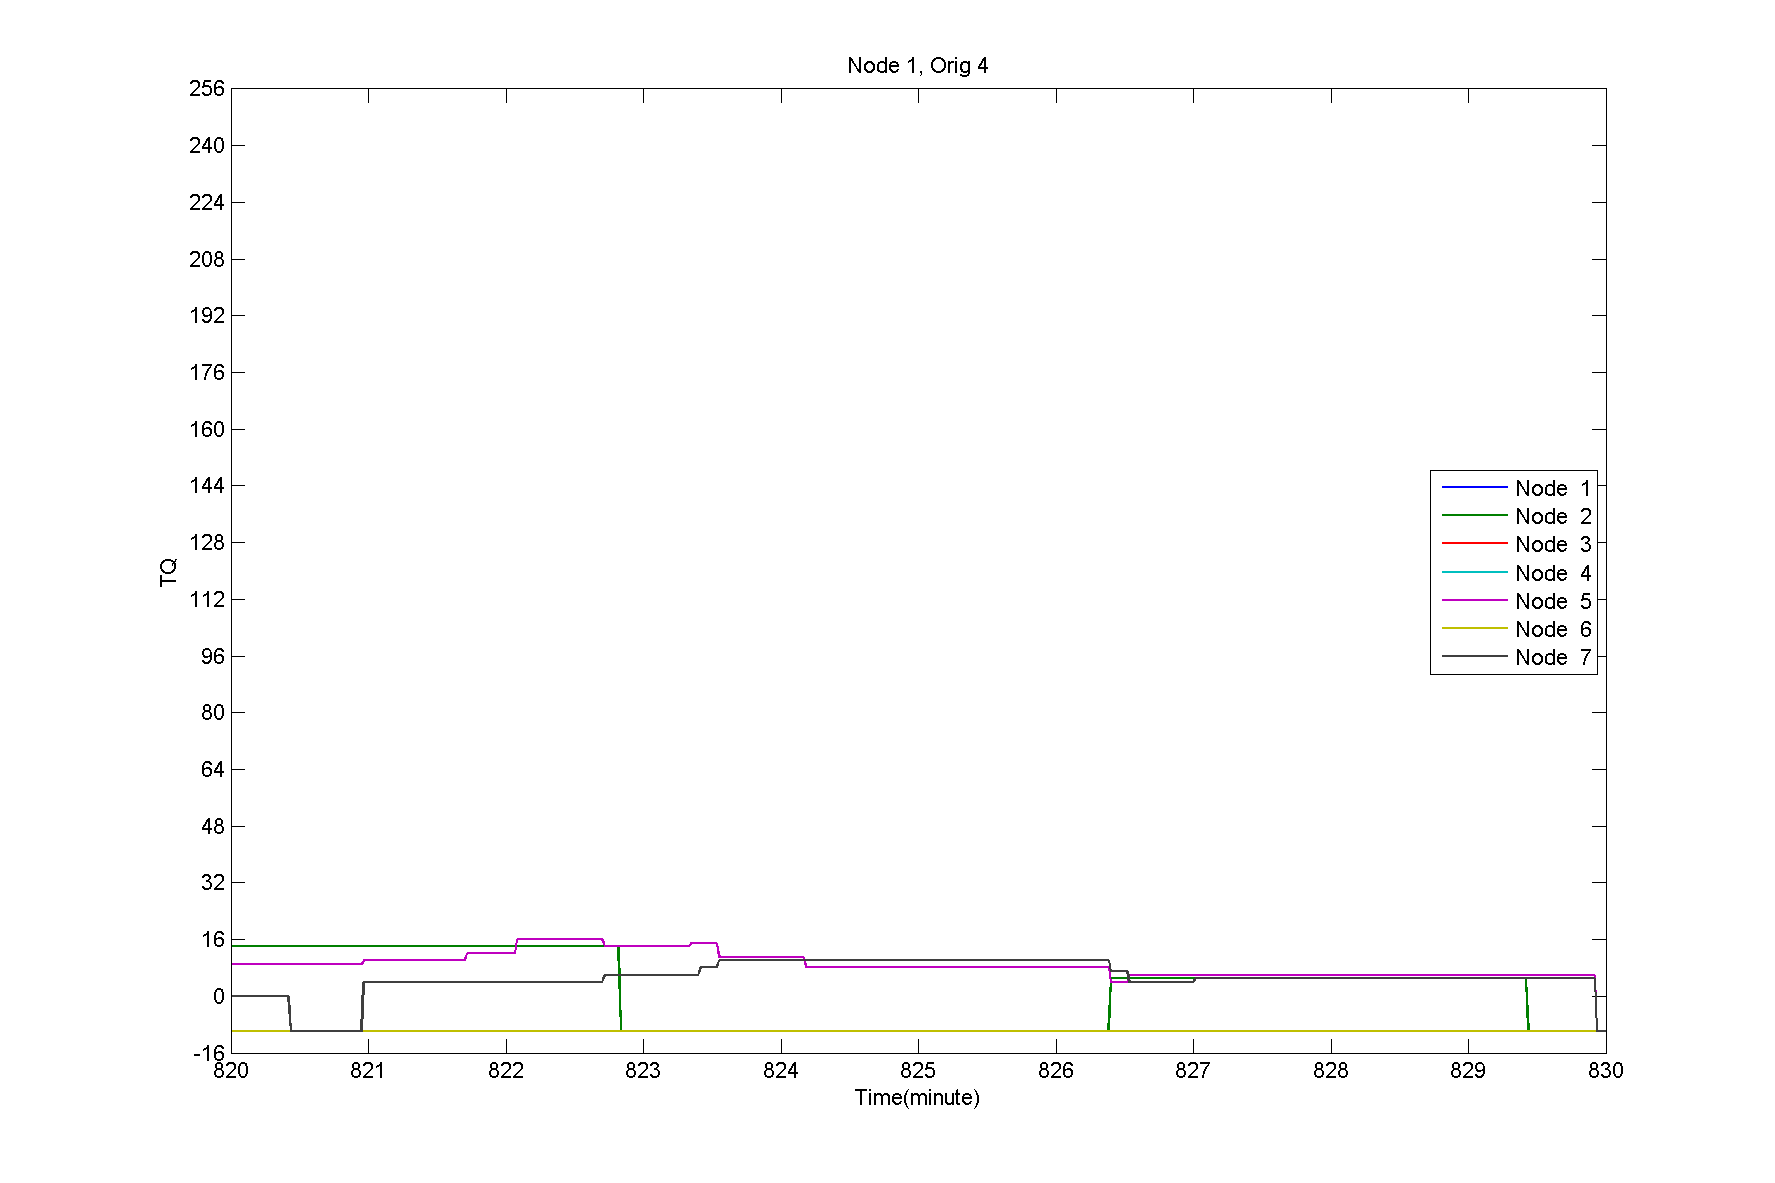 Node 1, Orig 4
256
240
224
208
192
176
160
144
128
112
96
80
64
48
32
16
0
-16
TQ
Node 1
Node 2
Node 3
Node 4
Node 5
Node 6
Node 7
820 821 822 823 824 825 826 827 828 829 830
Time(minute)